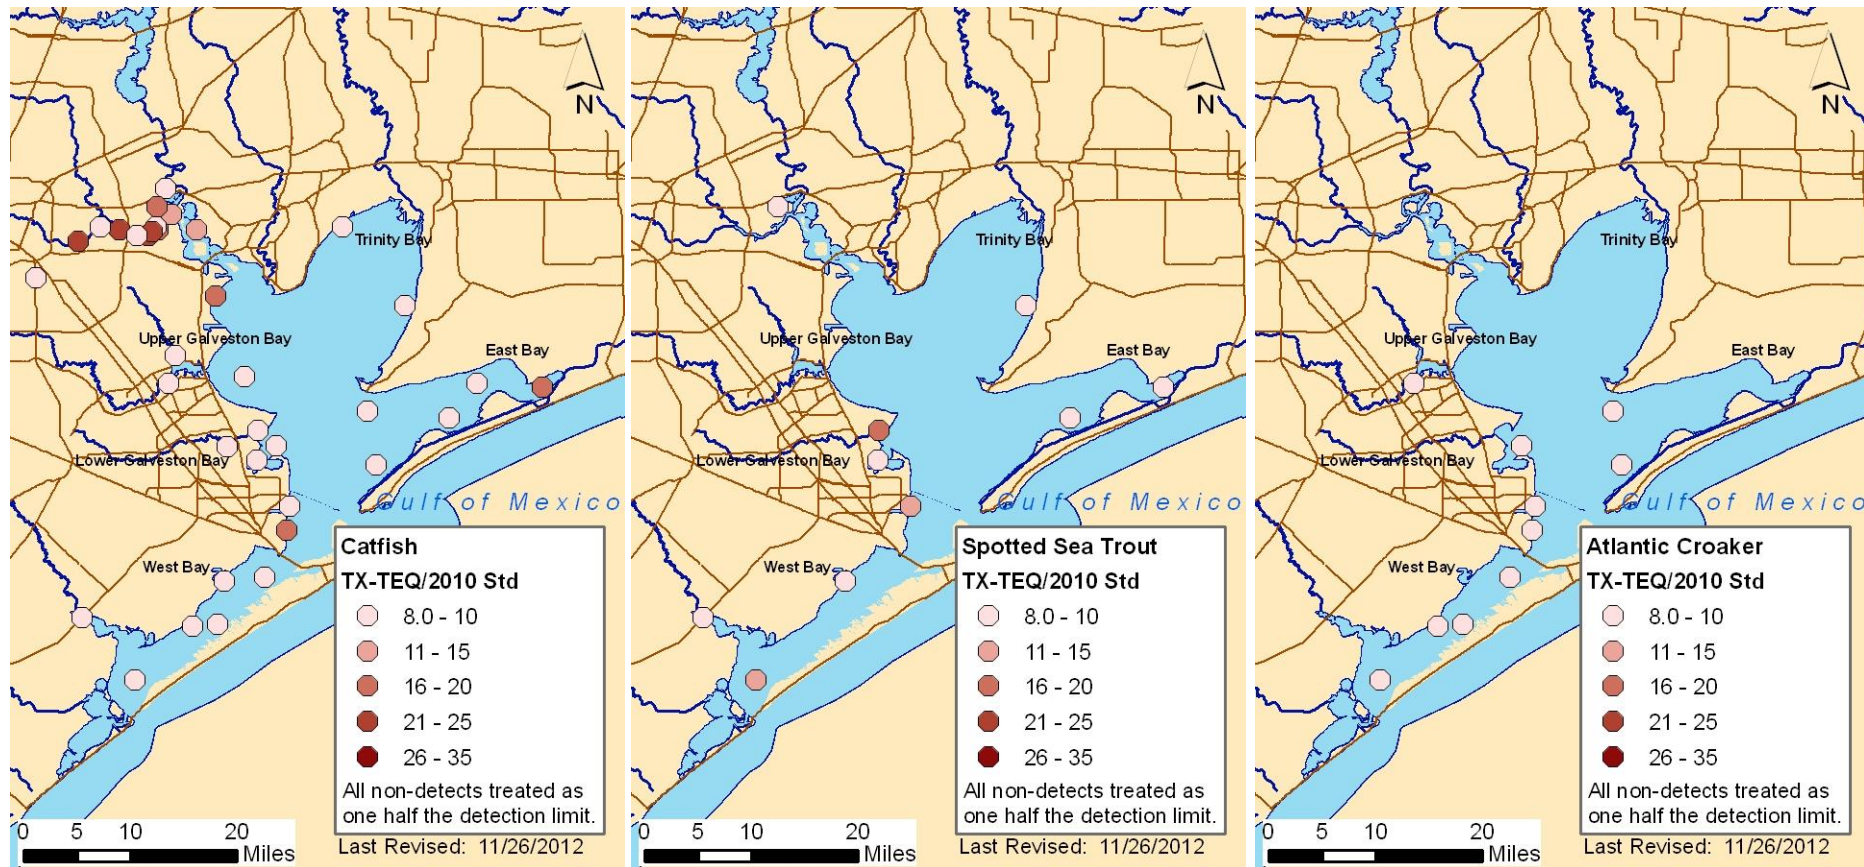 N
Trinity Bay
Upper Galveston Bay
East Bay
Lower Galveston Bay
Gulf of Mexico
West Bay
Catfish
TX-TEQ/2010 Std
8.0 - 10
11 - 15
16 - 20
21 - 25
26 - 35
All non-detects treated as
one half the detection limit.
0 5 10 20
Miles
Last Revised: 11/26/2012
N
Trinity Bay
Upper Galveston Bay
East Bay
Lower Galveston Bay
Gulf of Mexico
West Bay
Spotted Sea Trout
TX-TEQ/2010 Std
8.0 - 10
11 - 15
16 - 20
21 - 25
26 - 35
All non-detects treated as
one half the detection limit.
0 5 10 20
Miles
Last Revised: 11/26/2012
N
Trinity Bay
Upper Galveston Bay
East Bay
Lower Galveston Bay
Gulf of Mexico
West Bay
Atlantic Croaker
TX-TEQ/2010 Std
8.0 - 10
11 - 15
16 - 20
21 - 25
26 - 35
All non-detects treated as
one half the detection limit.
0 5 10 20
Miles
Last Revised: 11/26/2012